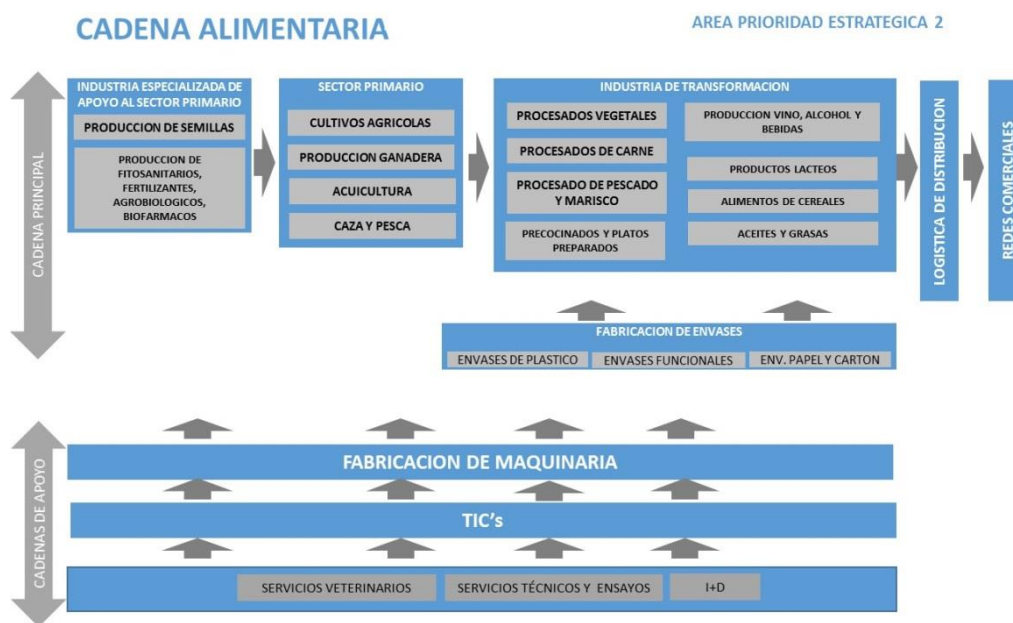 CADENA ALIMENTARIA
AREA PRIORIDAD ESTRATEGICA 2
CADENA PRINCIPAL
INDUSTRIA ESPECIALIZADA DE
APOYO AL SECTOR PRIMARIO
PRODUCCION DE SEMILLAS
PRODUCCION DE
FITOSANITARIOS,
FERTILIZANTES,
AGROBIOLOGICOS,
BIOFARMACOS
SECTOR PRIMARIO
CULTIVOS AGRICOLAS
PRODUCCION GANADERA
ACUICULTURA
CAZA Y PESCA
INDUSTRIA DE TRANSFORMACION
PROCESADOS VEGETALES
PROCESADOS DE CARNE
PROCESADO DE PESCADO
Y MARISCO
PRECOCINADOS Y PLATOS
PREPARADOS
PRODUCCION VINO, ALCOHOL Y
BEBIDAS
PRODUCTOS LACTEOS
ALIMENTOS DE CEREALES
ACEITES Y GRASAS
LOGISTICA DE DISTRIBUCION
REDES COMERCIALES
FABRICACION DE ENVASES
ENVASES DE PLASTICO
ENVASES FUNCIONALES
ENV. PAPEL Y CARTON
CADENAS DE APOYO
FABRICACION DE MAQUINARIA
TIC's
SERVICIOS VETERINARIOS
SERVICIOS TÉCNICOS Y ENSAYOS
I+D